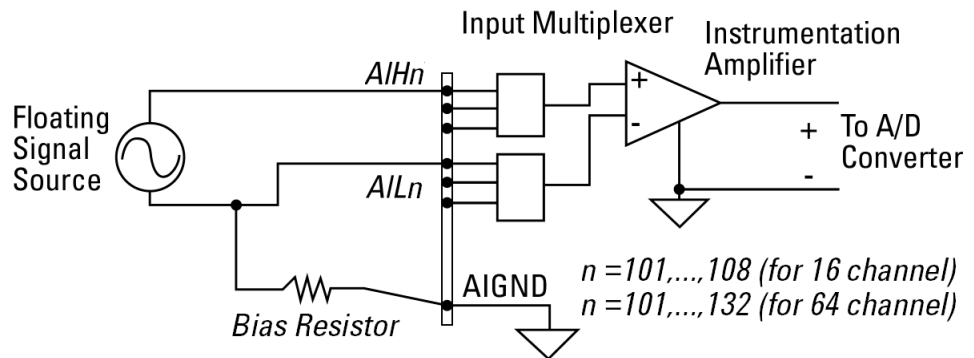 Input Multiplexer
Instrumentation
Amplifier
AIHn
Floating
Signal
Source
+
-
+
To A/D
Converter
-
AILn
AIGND
n =101,...,108 (for 16 channel)
n =101,...,132 (for 64 channel)
Bias Resistor